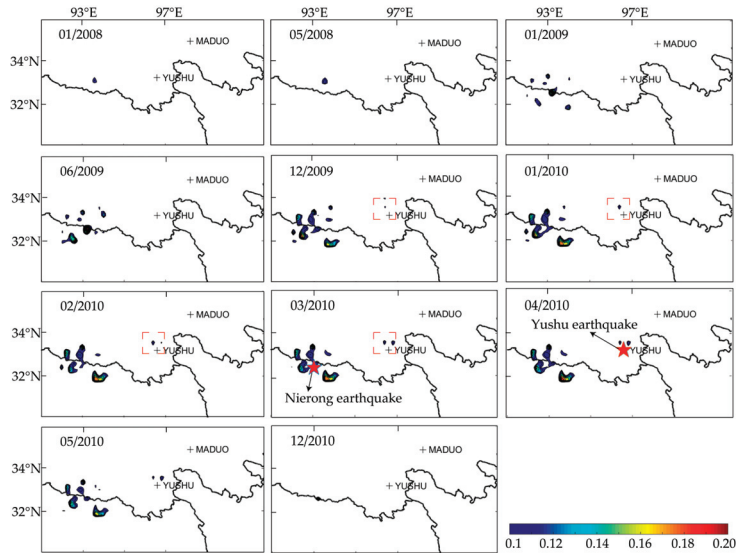 93°E 97°E 93°E 97°E 93°E 97°E
01/2008 + MADUO 05/2008 + MADUO 01/2009 + MADUO
34°N
+YUSHU +YUSHU +YUSHU
32°N
06/2009 + MADUO 12/2009 + MADUO 01/2010 + MADUO
34°N
+YUSHU +YUSHU +YUSHU
32°N
02/2010 + MADUO 03/2010 + MADUO 04/2010 + MADUO
Yushu earthquake
34°N
+YUSHU +YUSHU YUSHU
32°N
Nierong earthquake
05/2010 + MADUO 12/2010 + MADUO
34°N
+YUSHU +YUSHU
32°N
0.1 0.12 0.14 0.16 0.18 0.20